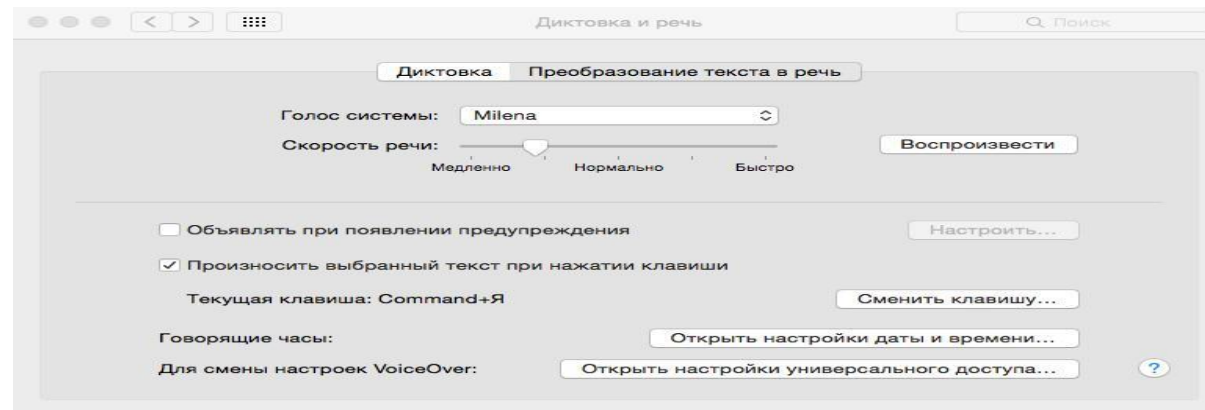 Диктовка и речь
Поиск
Диктовка Преобразование текста в речь
Голос системы: Milena
Скорость речи: Воспроизвести
Медленно Нормально Быстро
Объявлять при появлении предупреждения Настроить...
Произносить выбранный текст при нажатии клавиши
Текущая клавиша: Command+Я Сменить клавишу...
Говорящие часы: Открыть настройки даты и времени...
Для смены настроек VoiceOver: Открыть настройки универсального доступа... ?